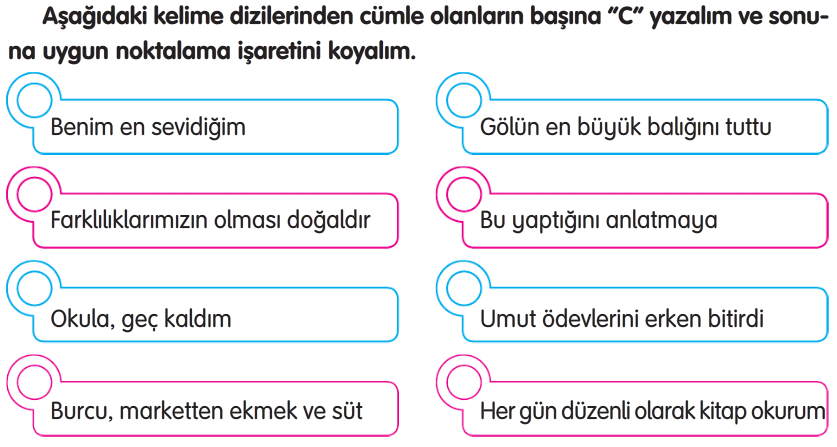 Aşağıdaki kelime dizilerinden cümle olanların başına "C" yazalım ve sonu-
na uygun noktalama işaretini koyalım.
Benim en sevidiğim
Gölün en büyük balığını tuttu
Farklılıklarımızın olması doğaldır
Bu yaptığını anlatmaya
Okula, geç kaldım
Umut ödevlerini erken bitirdi
Burcu, marketten ekmek ve süt
Her gün düzenli olarak kitap okurum